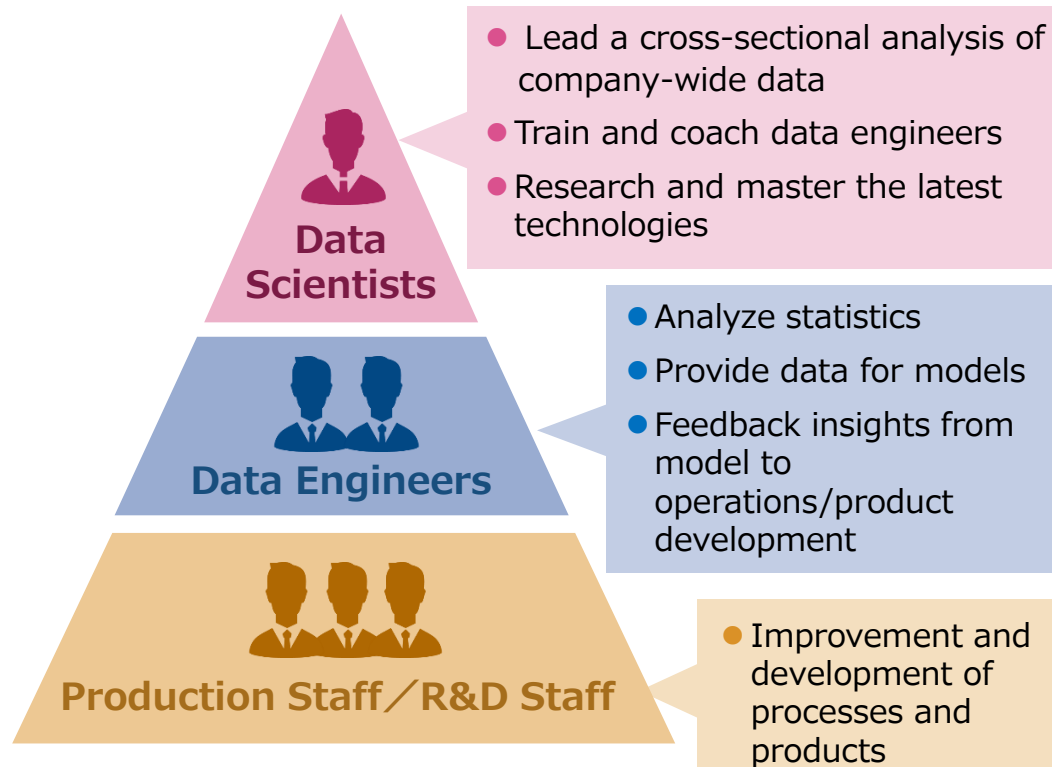 ● Lead a cross-sectional analysis of
company-wide data
● Train and coach data engineers
● Research and master the latest
technologies
Data
Scientists
● Analyze statistics
● Provide data for models
● Feedback insights from
model to
operations/product
development
Data Engineers
● Improvement and
development of
processes and
products
Production Staff／R&D Staff